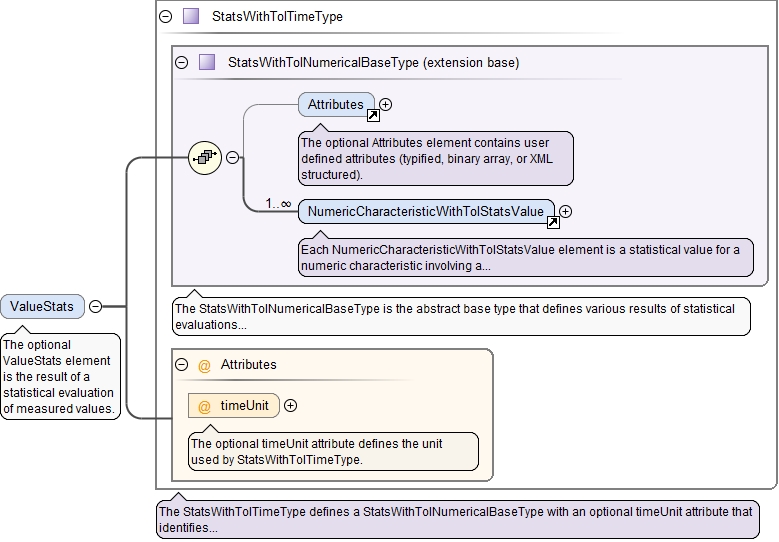 StatsWithTolTimeType
StatsWithTolNumericalBaseType (extension base)
Attributes
The optional Attributes element contains user
defined attributes (typified, binary array, or XML
structured).
1..∞
NumericCharacteristicWithTolStatsValue
Each NumericCharacteristicWithTolStatsValue element is a statistical value for a
numeric characteristic involving a...
The StatsWithTolNumericalBaseType is the abstract base type that defines various results of statistical
evaluations...
ValueStats
The optional
ValueStats element
is the result of a
statistical evaluation
of measured values.
@ Attributes
@ timeUnit
The optional timeUnit attribute defines the unit
used by StatsWithTolTimeType.
The StatsWithTolTimeType defines a StatsWithTolNumericalBaseType with an optional timeUnit attribute that
identifies...